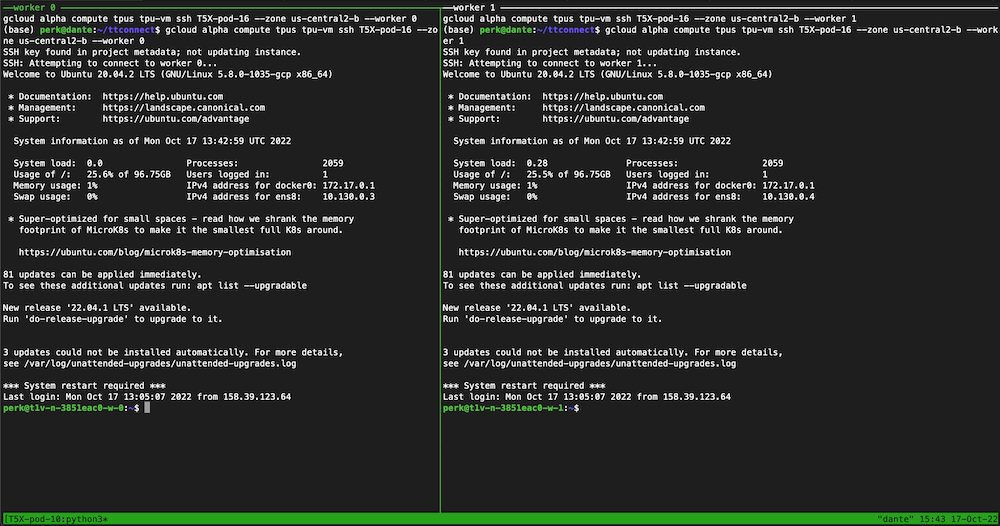 worker 0
gcloud alpha compute tpus tpu-vm ssh T5X-pod-16 --zone us-central2-b --worker 0
(base) perk@dante:~/ttconnect$ gcloud alpha compute tpus tpu-vm ssh T5X-pod-16 --zo
ne us-central2-b --worker 0
SSH key found in project metadata; not updating instance.
SSH: Attempting to connect to worker 0...
Welcome to Ubuntu 20.04.2 LTS (GNU/Linux 5.8.0-1035-gcp x86_64)
* Documentation:  https://help.ubuntu.com
* Management:     https://landscape.canonical.com
* Support:        https://ubuntu.com/advantage
System information as of Mon Oct 17 13:42:59 UTC 2022
System load:  0.0               Processes:               2059
Usage of /:   25.6% of 96.75GB   Users logged in:         1
Memory usage: 1%                IPv4 address for docker0: 172.17.0.1
Swap usage:   0%                IPv4 address for ens8:   10.130.0.3
* Super-optimized for small spaces - read how we shrank the memory
footprint of MicroK8s to make it the smallest full K8s around.
https://ubuntu.com/blog/microk8s-memory-optimisation
81 updates can be applied immediately.
To see these additional updates run: apt list --upgradable
New release '22.04.1 LTS' available.
Run 'do-release-upgrade' to upgrade to it.
3 updates could not be installed automatically. For more details,
see /var/log/unattended-upgrades/unattended-upgrades.log
*** System restart required ***
Last login: Mon Oct 17 13:05:07 2022 from 158.39.123.64
perk@t1v-n-3851eac0-w-0:~$
worker 1
gcloud alpha compute tpus tpu-vm ssh T5X-pod-16 --zone us-central2-b --worker 1
(base) perk@dante:~/ttconnect$ gcloud alpha compute tpus tpu-vm ssh T5X-pod-16 --zone us-central2-b --work
er 1
SSH key found in project metadata; not updating instance.
SSH: Attempting to connect to worker 1...
Welcome to Ubuntu 20.04.2 LTS (GNU/Linux 5.8.0-1035-gcp x86_64)
* Documentation:  https://help.ubuntu.com
* Management:     https://landscape.canonical.com
* Support:        https://ubuntu.com/advantage
System information as of Mon Oct 17 13:42:59 UTC 2022
System load:  0.28              Processes:               2059
Usage of /:   25.5% of 96.75GB   Users logged in:         1
Memory usage: 1%                IPv4 address for docker0: 172.17.0.1
Swap usage:   0%                IPv4 address for ens8:   10.130.0.4
* Super-optimized for small spaces - read how we shrank the memory
footprint of MicroK8s to make it the smallest full K8s around.
https://ubuntu.com/blog/microk8s-memory-optimisation
81 updates can be applied immediately.
To see these additional updates run: apt list --upgradable
New release '22.04.1 LTS' available.
Run 'do-release-upgrade' to upgrade to it.
3 updates could not be installed automatically. For more details,
see /var/log/unattended-upgrades/unattended-upgrades.log
*** System restart required ***
Last login: Mon Oct 17 13:05:07 2022 from 158.39.123.64
perk@t1v-n-3851eac0-w-1:~$
[T5X-pod-10:python3* "dante" 15:43 17-Oct-22